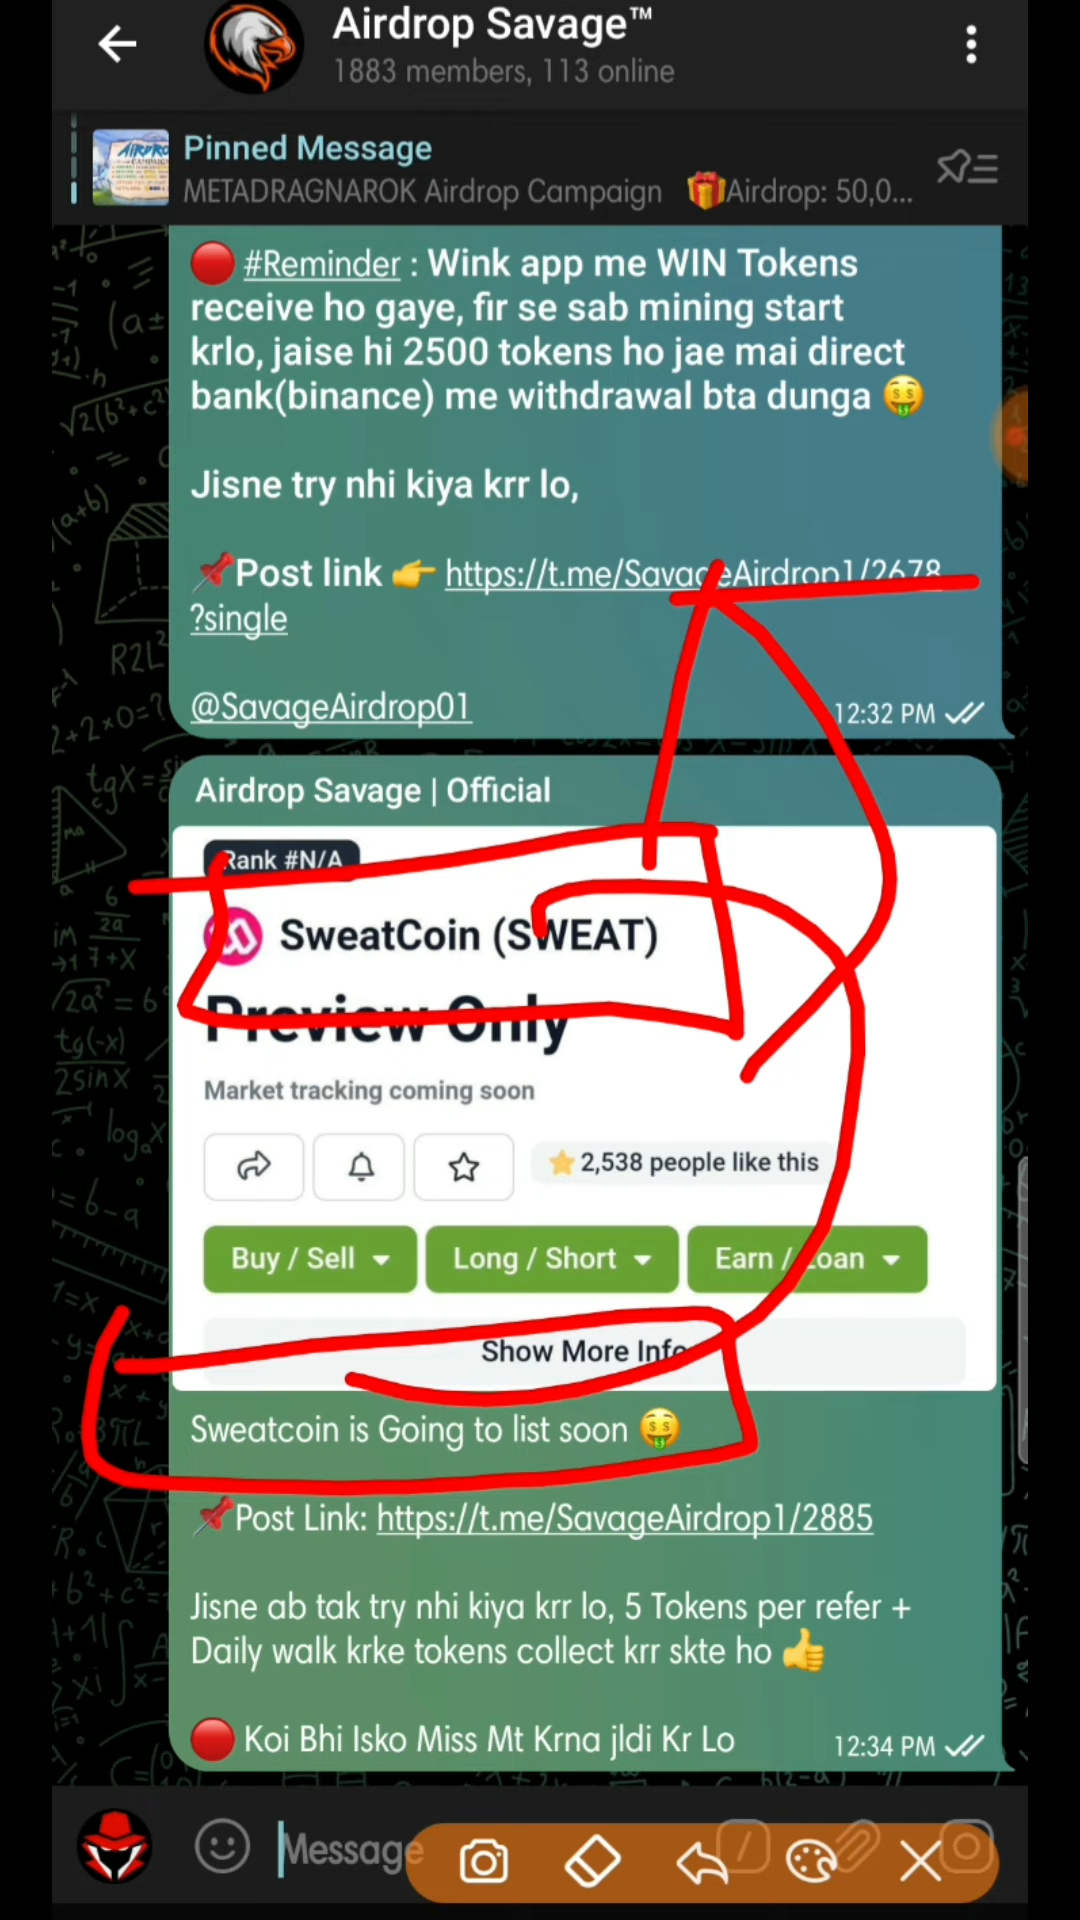 Airdrop Savage™
1883 members, 113 online
Pinned Message
METADRAGNAROK Airdrop Campaign 🎁Airdrop: 50,0...
🔴 #Reminder : Wink app me WIN Tokens
receive ho gaye, fir se sab mining start
krlo, jaise hi 2500 tokens ho jae mai direct
bank(binance) me withdrawal bta dunga 🤑
Jisne try nhi kiya krr lo,
📌Post link 👉 https://t.me/SavageAirdrop1/2678
?single
@SavageAirdrop01
12:32 PM
Airdrop Savage | Official
Rank #N/A
SweatCoin (SWEAT)
Preview Only
Market tracking coming soon
⭐ 2,538 people like this
Buy / Sell
Long / Short
Earn / Loan
Show More Info
Sweatcoin is Going to list soon 🤑
📌Post Link: https://t.me/SavageAirdrop1/2885
Jisne ab tak try nhi kiya krr lo, 5 Tokens per refer +
Daily walk krke tokens collect krr skte ho 👍
🔴 Koi Bhi Isko Miss Mt Krna jldi Kr Lo
12:34 PM
Message